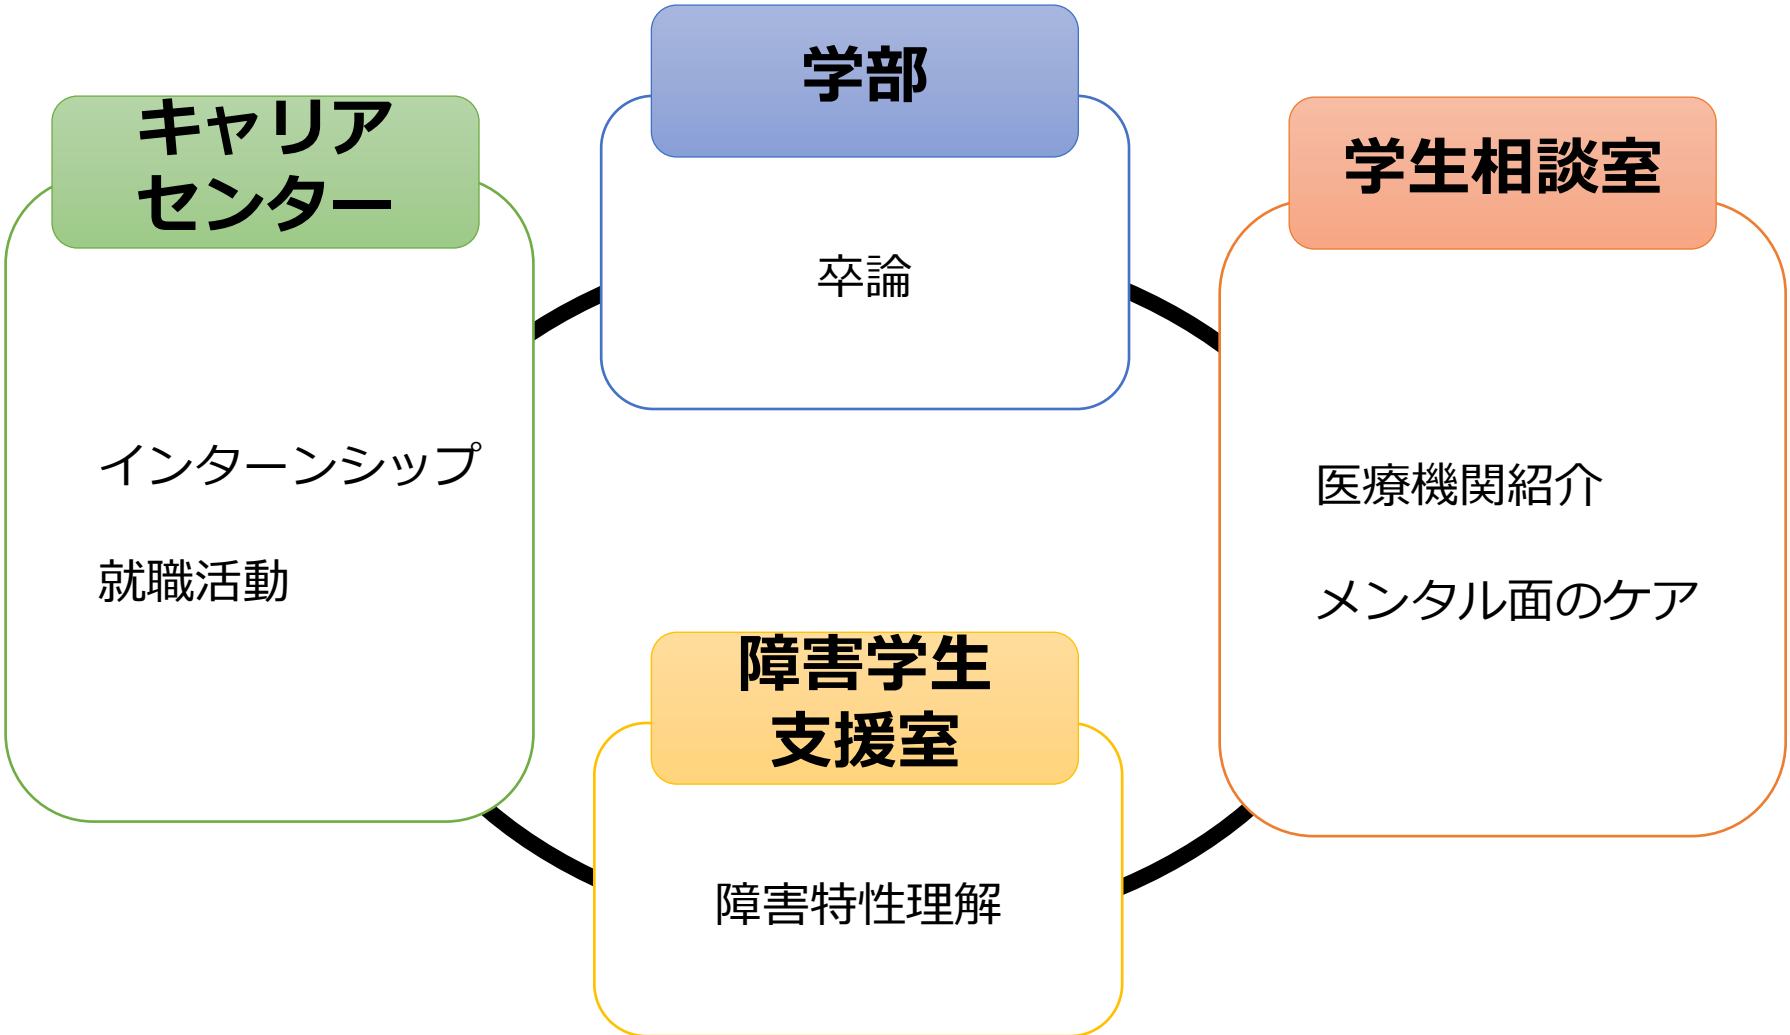 学部
卒論
キャリア
センター
インターンシップ
就職活動
学生相談室
医療機関紹介
メンタル面のケア
障害学生
支援室
障害特性理解